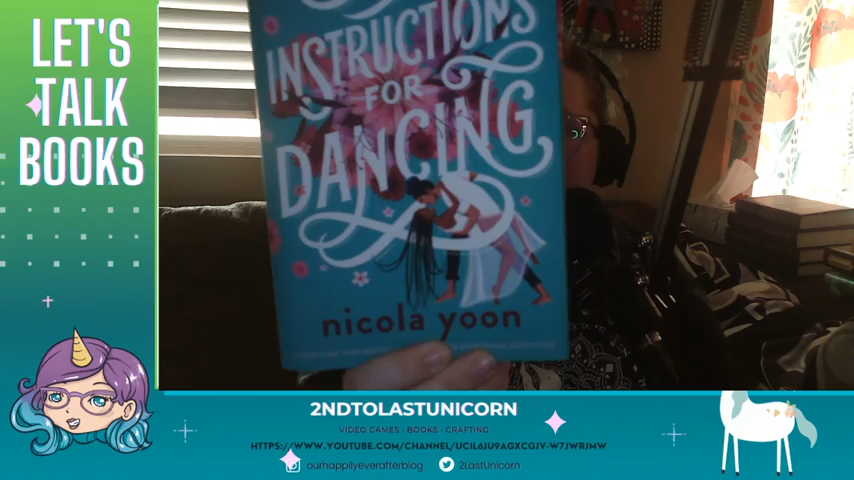 LET'S
TALK
BOOKS
INSTRUCTIONS
FOR
DANCING
nicola yoon
2NDTOLASTUNICORN
VIDEO GAMES - BOOKS - CRAFTING
ourhappilyeverafterblog 2LastUnicorn